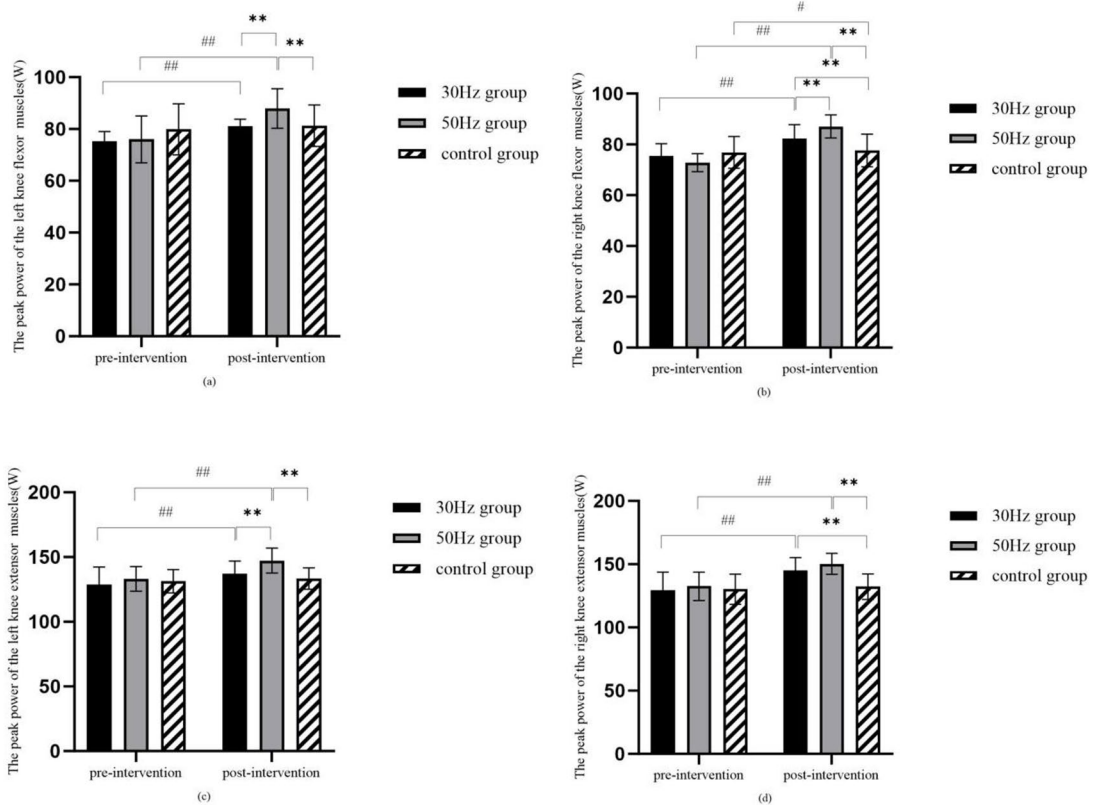 **
##
**
##
The peak power of the left knee flexor muscles(W)
100
80
60
40
20
0
pre-intervention
post-intervention
30Hz group
50Hz group
control group
(a)
#
##
**
**
##
**
The peak power of the right knee flexor muscles(W)
100
80
60
40
20
0
pre-intervention
post-intervention
30Hz group
50Hz group
control group
(b)
##
**
##
**
The peak power of the left knee extensor muscles(W)
200
150
100
50
0
pre-intervention
post-intervention
30Hz group
50Hz group
control group
(c)
##
**
##
**
The peak power of the right knee extensor muscles(W)
200
150
100
50
0
pre-intervention
post-intervention
30Hz group
50Hz group
control group
(d)